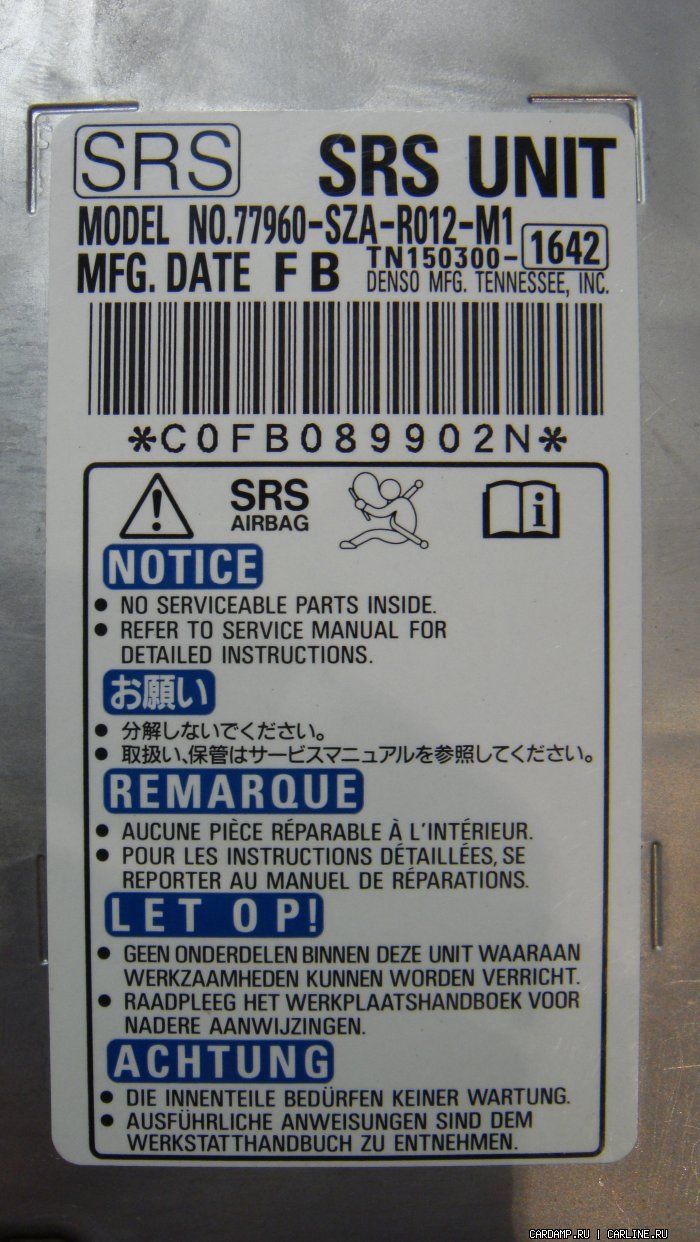 SRS SRS UNIT
MODEL NO.77960-SZA-R012-M1
TN150300-1642
MFG. DATE F B DENSO MFG. TENNESSEE, INC.
*C0FB089902N*
SRS
AIRBAG
NOTICE
● NO SERVICEABLE PARTS INSIDE.
● REFER TO SERVICE MANUAL FOR
DETAILED INSTRUCTIONS.
お願い
● 分解しないでください。
● 取扱い、保管はサービスマニュアルを参照してください。
REMARQUE
● AUCUNE PIÈCE RÉPARABLE À L'INTÉRIEUR.
● POUR LES INSTRUCTIONS DÉTAILLÉES, SE
REPORTER AU MANUEL DE RÉPARATIONS.
LET OP!
● GEEN ONDERDELEN BINNEN DEZE UNIT WAARAAN
WERKZAAMHEDEN KUNNEN WORDEN VERRICHT.
● RAADPLEEG HET WERKPLAATSHANDBOEK VOOR
NADERE AANWIJZINGEN.
ACHTUNG
● DIE INNENTEILE BEDÜRFEN KEINER WARTUNG.
● AUSFÜHRLICHE ANWEISUNGEN SIND DEM
WERKSTATTHANDBUCH ZU ENTNEHMEN.
CARDAMP.RU | CARLINE.RU